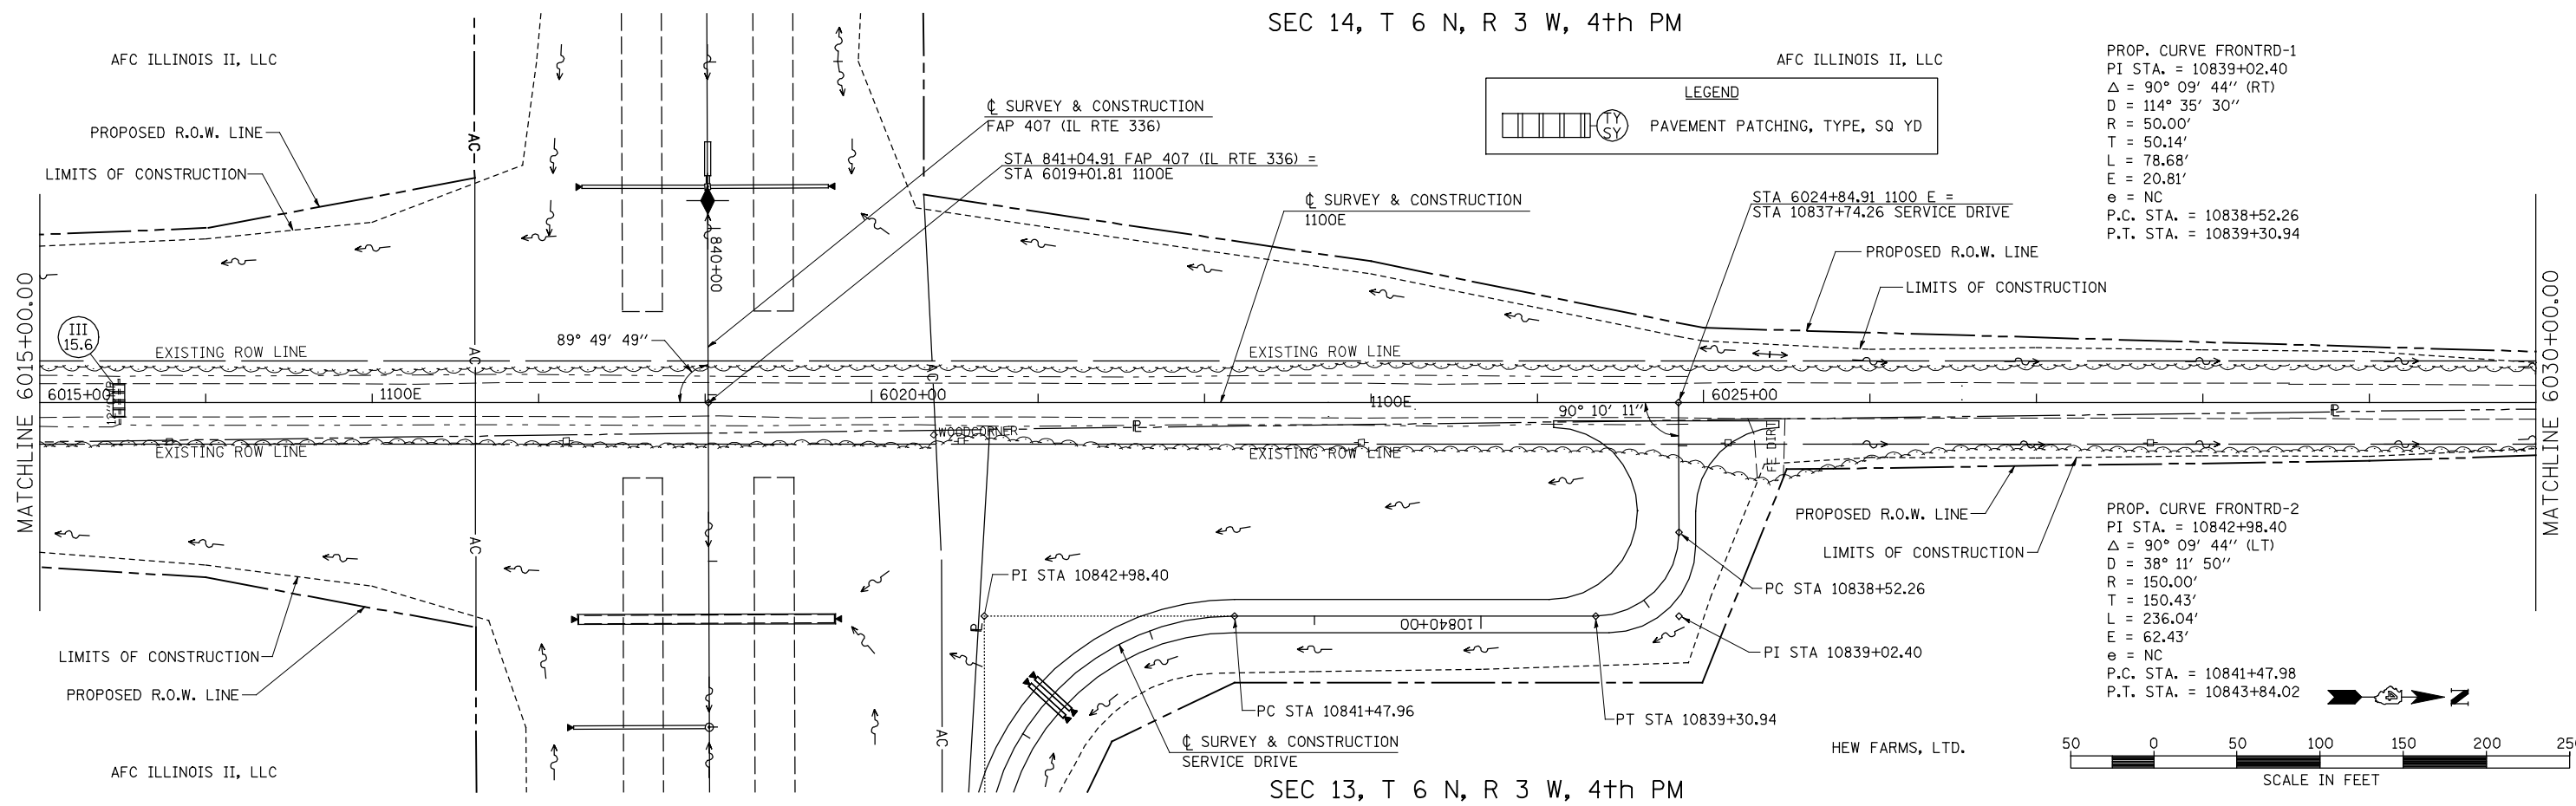 SEC 14, T 6 N, R 3 W, 4th PM
AFC ILLINOIS II, LLC
PROPOSED R.O.W. LINE
LIMITS OF CONSTRUCTION
AC
℄ SURVEY & CONSTRUCTION
FAP 407 (IL RTE 336)
STA 841+04.91 FAP 407 (IL RTE 336) =
STA 6019+01.81 1100E
840+00
℄ SURVEY & CONSTRUCTION
1100E
AFC ILLINOIS II, LLC
LEGEND
TY
SY
PAVEMENT PATCHING, TYPE, SQ YD
STA 6024+84.91 1100 E =
STA 10837+74.26 SERVICE DRIVE
PROPOSED R.O.W. LINE
LIMITS OF CONSTRUCTION
PROP. CURVE FRONTRD-1
PI STA. = 10839+02.40
Δ = 90° 09' 44" (RT)
D = 114° 35' 30"
R = 50.00'
T = 50.14'
L = 78.68'
E = 20.81'
e = NC
P.C. STA. = 10838+52.26
P.T. STA. = 10839+30.94
MATCHLINE 6015+00.00
III
15.6
EXISTING ROW LINE
AC
89° 49' 49"
AC
EXISTING ROW LINE
6015+00
1100E
6020+00
1100E
6025+00
90° 10' 11"
WOODCORNER
P
P
EXISTING ROW LINE
EXISTING ROW LINE
FE DIRT
MATCHLINE 6030+00.00
AC
PROPOSED R.O.W. LINE
LIMITS OF CONSTRUCTION
PROP. CURVE FRONTRD-2
PI STA. = 10842+98.40
Δ = 90° 09' 44" (LT)
D = 38° 11' 50"
R = 150.00'
T = 150.43'
L = 236.04'
E = 62.43'
e = NC
P.C. STA. = 10841+47.98
P.T. STA. = 10843+84.02
PI STA 10842+98.40
PC STA 10838+52.26
P
10840+00
PI STA 10839+02.40
LIMITS OF CONSTRUCTION
PROPOSED R.O.W. LINE
PC STA 10841+47.96
PT STA 10839+30.94
AC
℄ SURVEY & CONSTRUCTION
SERVICE DRIVE
HEW FARMS, LTD.
N
50 0 50 100 150 200
SCALE IN FEET
AFC ILLINOIS II, LLC
SEC 13, T 6 N, R 3 W, 4th PM